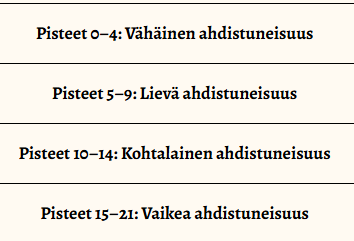 Pisteet 0–4: Vähäinen ahdistuneisuus
Pisteet 5–9: Lievä ahdistuneisuus
Pisteet 10–14: Kohtalainen ahdistuneisuus
Pisteet 15–21: Vaikea ahdistuneisuus